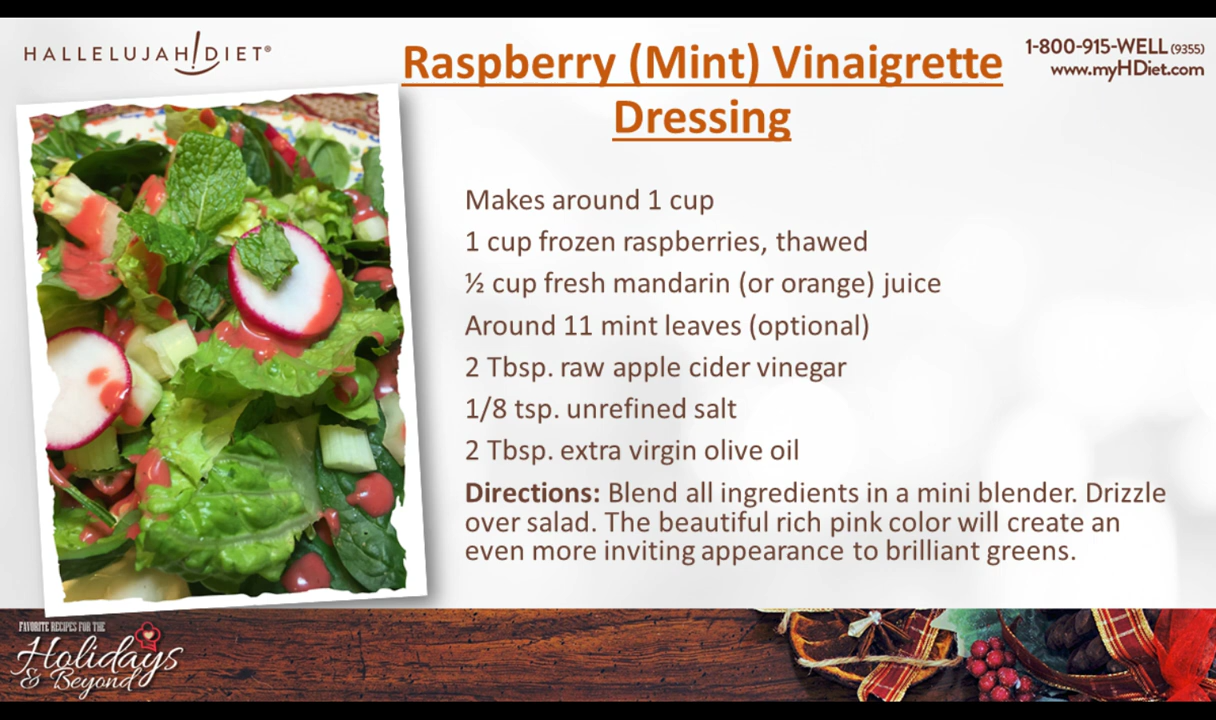 HALLELUJAH!DIET®
Raspberry (Mint) Vinaigrette
Dressing
1-800-915-WELL (9355)
www.myHDiet.com
Makes around 1 cup
1 cup frozen raspberries, thawed
½ cup fresh mandarin (or orange) juice
Around 11 mint leaves (optional)
2 Tbsp. raw apple cider vinegar
1/8 tsp. unrefined salt
2 Tbsp. extra virgin olive oil
Directions: Blend all ingredients in a mini blender. Drizzle
over salad. The beautiful rich pink color will create an
even more inviting appearance to brilliant greens.
FAVORITE RECIPES FOR THE
Holidays
& Beyond